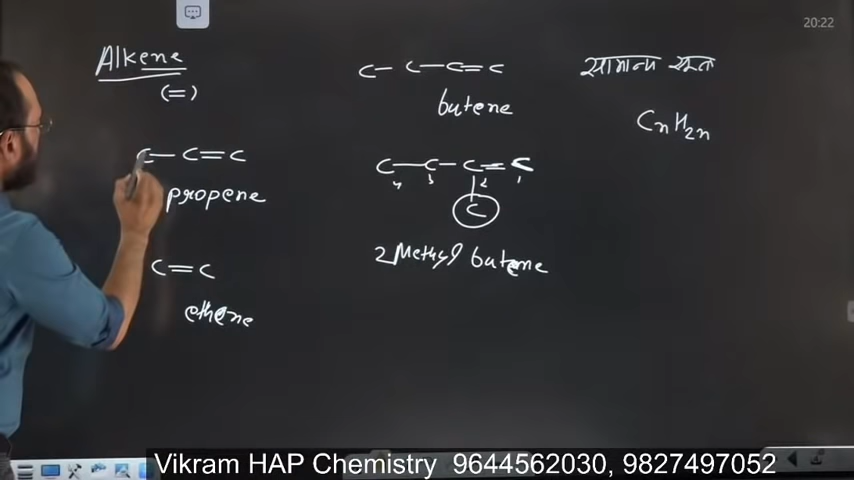 20:22
Alkene
(=)
C-C=C
propene
C=C
ethene
C-C-C=C
butene
C-C-C=C
4 3 2 1
C
2 Methyl butene
सामान्य सूत्र
CnH2n
Vikram HAP Chemistry 9644562030, 9827497052